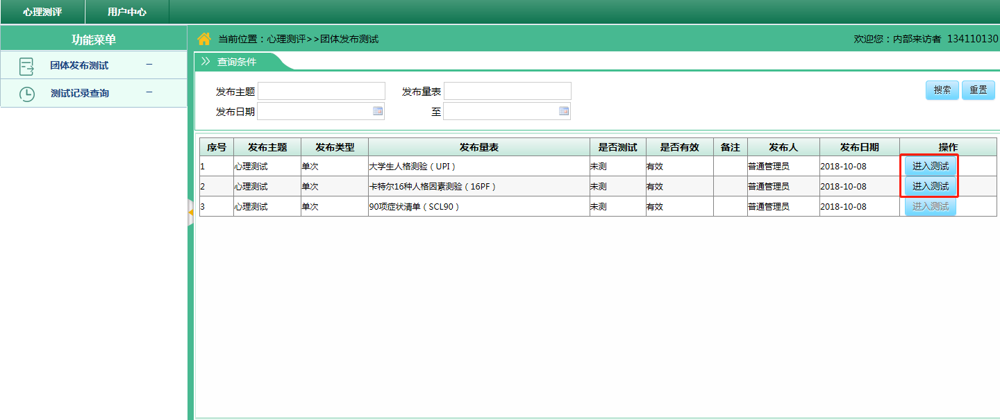 心理测评 用户中心
功能菜单 当前位置：心理测评>>团体发布测试 欢迎您：内部来访者 134110130
团体发布测试 －
测试记录查询 －
查询条件
发布主题 发布量表 搜索 重置
发布日期 至
序号 发布主题 发布类型 发布量表 是否测试 是否有效 备注 发布人 发布日期 操作
1 心理测试 单次 大学生人格测验（UPI） 未测 有效 普通管理员 2018-10-08 进入测试
2 心理测试 单次 卡特尔16种人格因素测验（16PF） 未测 有效 普通管理员 2018-10-08 进入测试
3 心理测试 单次 90项症状清单（SCL90） 未测 有效 普通管理员 2018-10-08 进入测试